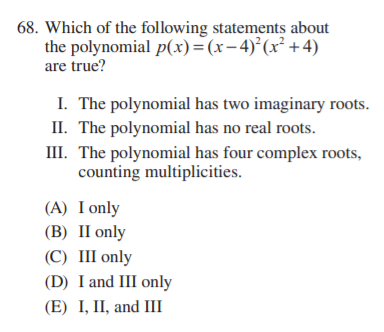 68. Which of the following statements about
the polynomial p(x)=(x−4)²(x²+4)
are true?
I. The polynomial has two imaginary roots.
II. The polynomial has no real roots.
III. The polynomial has four complex roots,
counting multiplicities.
(A) I only
(B) II only
(C) III only
(D) I and III only
(E) I, II, and III